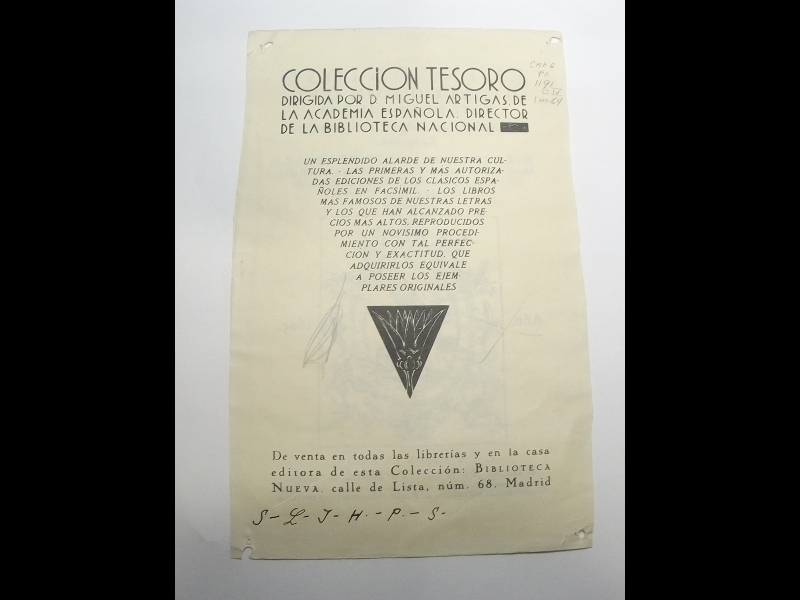 COLECCION TESORO
DIRIGIDA POR D. MIGUEL ARTIGAS, DE
LA ACADEMIA ESPAÑOLA, DIRECTOR
DE LA BIBLIOTECA NACIONAL
UN ESPLENDIDO ALARDE DE NUESTRA CUL-
TURA. - LAS PRIMERAS Y MAS AUTORIZA-
DAS EDICIONES DE LOS CLASICOS ESPA-
ÑOLES EN FACSIMIL. - LOS LIBROS
MAS FAMOSOS DE NUESTRAS LETRAS
Y LOS QUE HAN ALCANZADO PRE-
CIOS MAS ALTOS, REPRODUCIDOS
POR UN NOVISIMO PROCEDI-
MIENTO CON TAL PERFEC-
CION Y EXACTITUD, QUE
ADQUIRIRLOS EQUIVALE
A POSEER LOS EJEM-
PLARES ORIGINALES
De venta en todas las librerías y en la casa
editora de esta Colección: BIBLIOTECA
NUEVA, calle de Lista, núm. 68. Madrid
S- L- J- H.- P.- S-